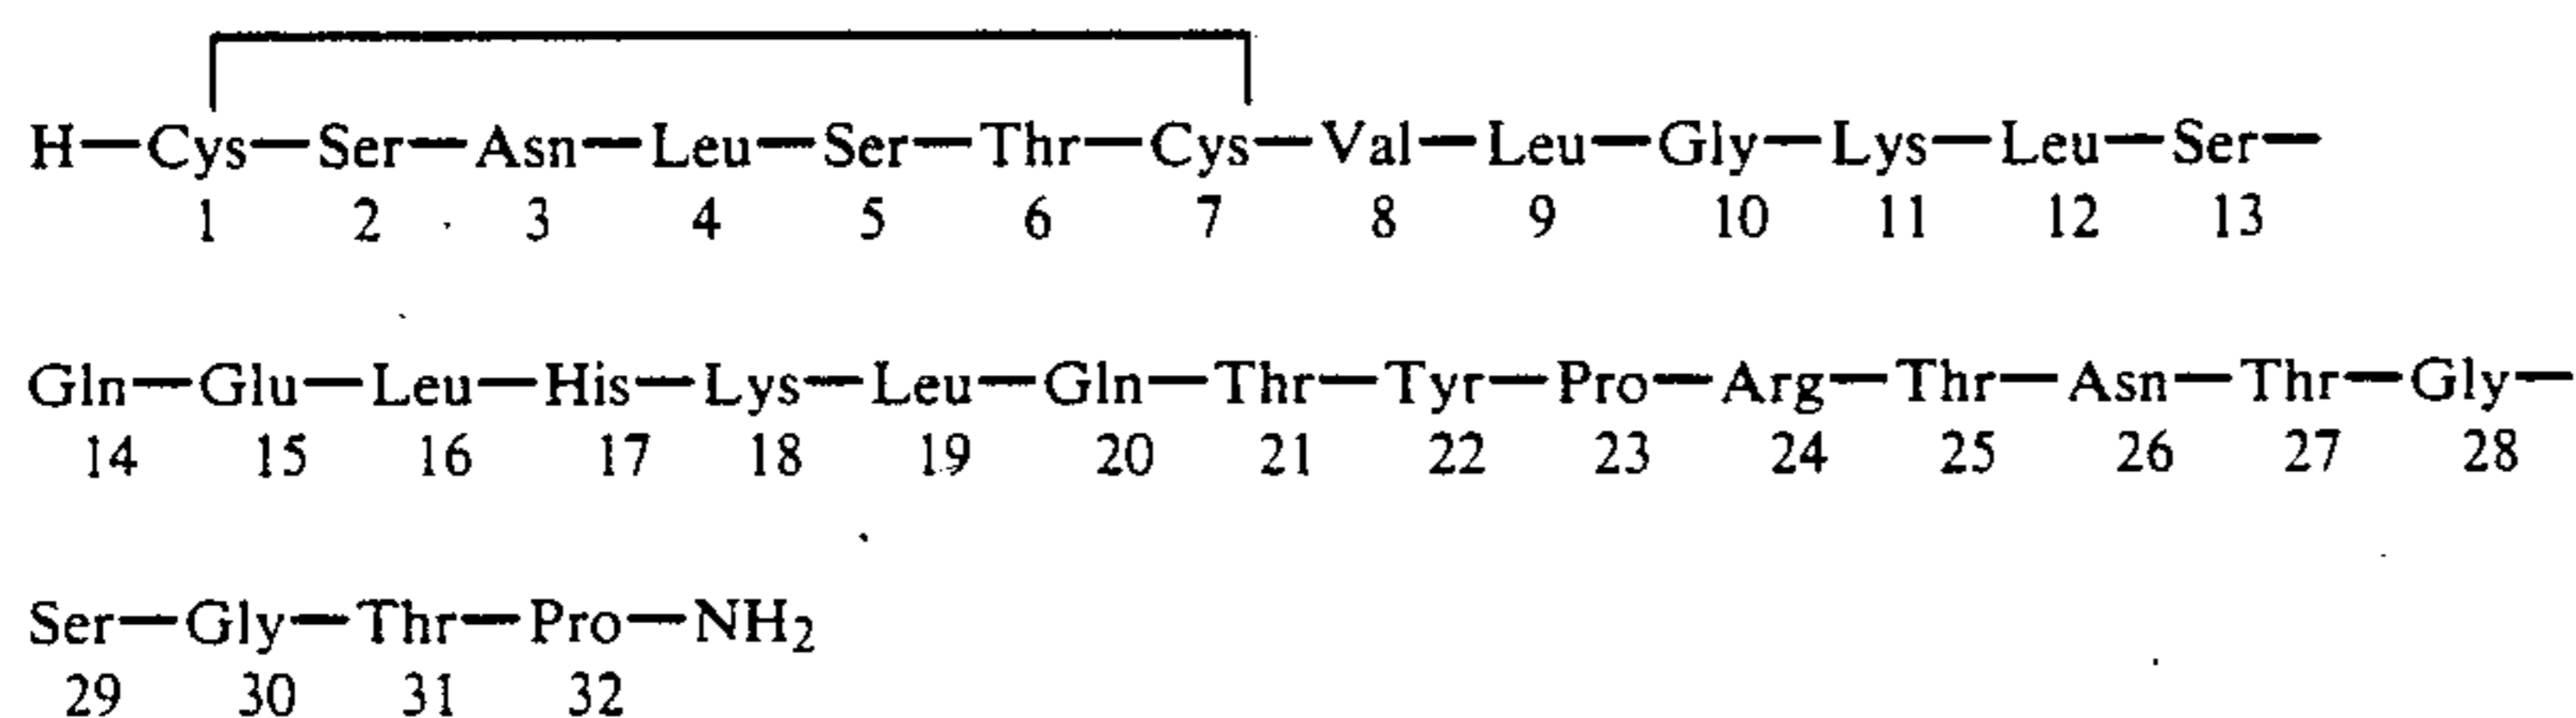 H—Cys—Ser—Asn—Leu—Ser—Thr—Cys—Val—Leu—Gly—Lys—Leu—Ser—
1 2 3 4 5 6 7 8 9 10 11 12 13
Gln—Glu—Leu—His—Lys—Leu—Gln—Thr—Tyr—Pro—Arg—Thr—Asn—Thr—Gly—
14 15 16 17 18 19 20 21 22 23 24 25 26 27 28
Ser—Gly—Thr—Pro—NH₂
29 30 31 32